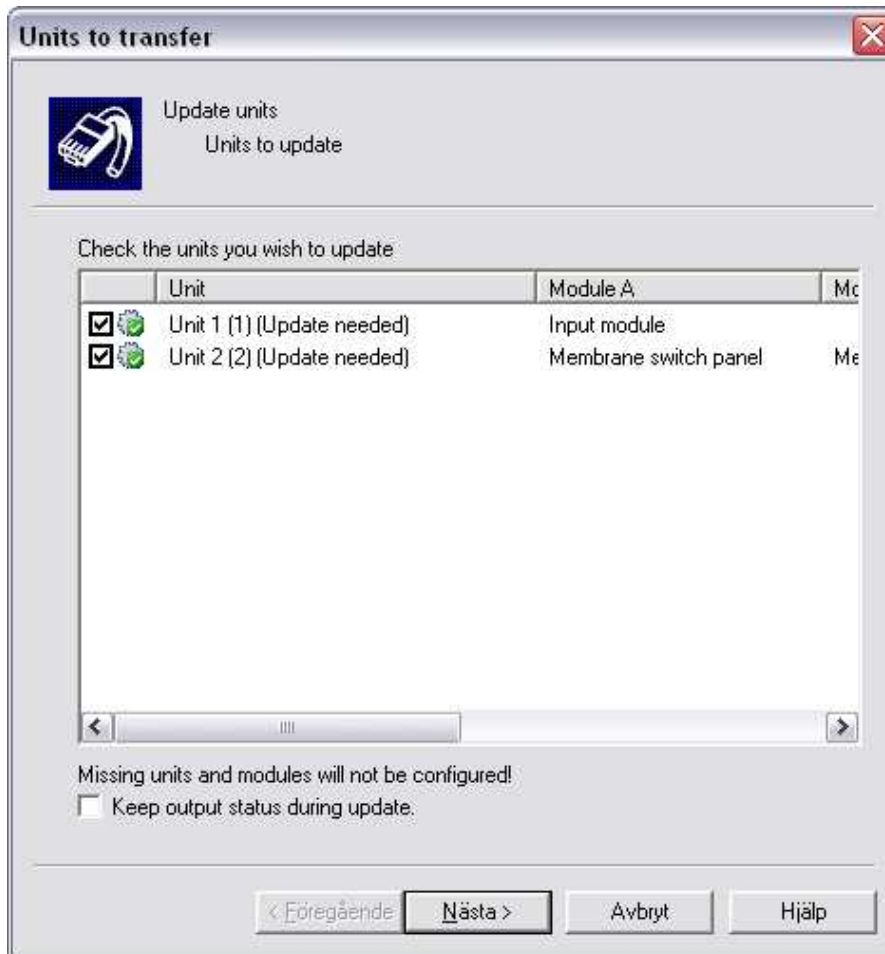 Units to transfer
Update units
Units to update
Check the units you wish to update
Unit Module A Mc
Unit 1 (1) (Update needed) Input module
Unit 2 (2) (Update needed) Membrane switch panel Me
Missing units and modules will not be configured!
Keep output status during update.
< Föregående Nästa > Avbryt Hjälp